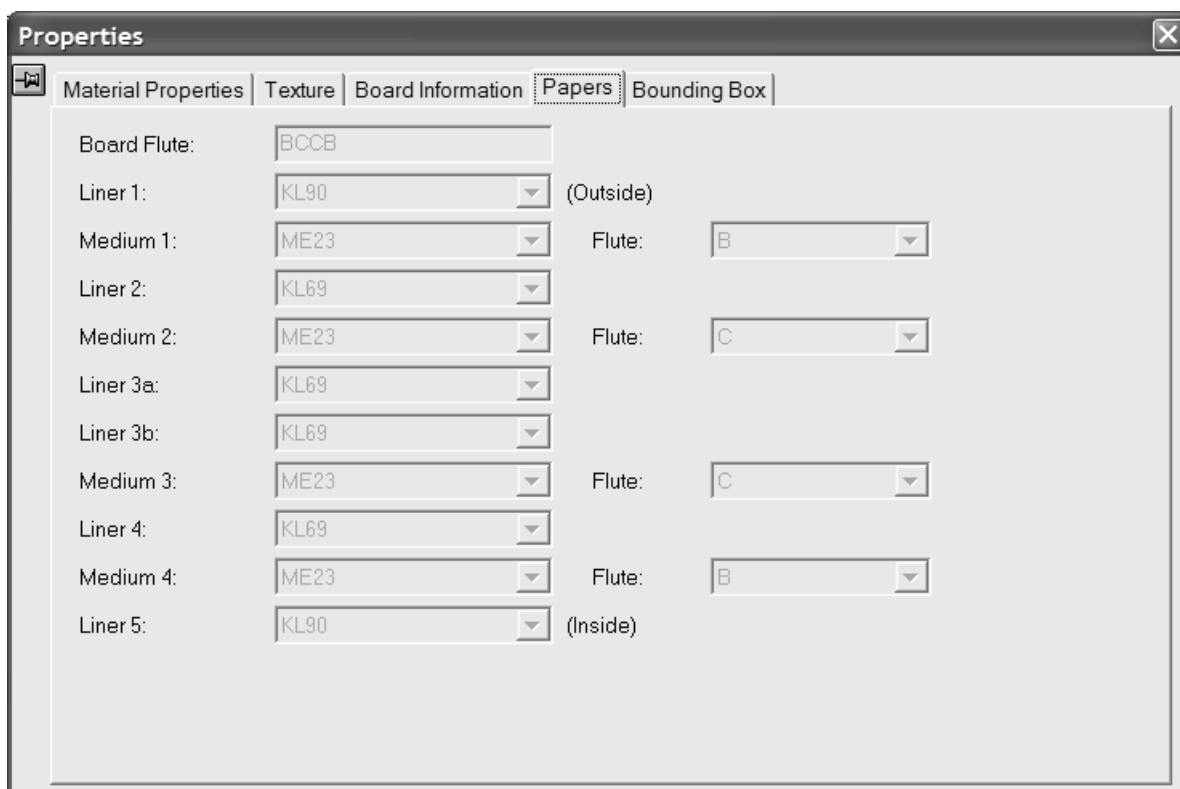 Properties
Material Properties Texture Board Information Papers Bounding Box
Board Flute: BCCB
Liner 1: KL90 (Outside)
Medium 1: ME23 Flute: B
Liner 2: KL69
Medium 2: ME23 Flute: C
Liner 3a: KL69
Liner 3b: KL69
Medium 3: ME23 Flute: C
Liner 4: KL69
Medium 4: ME23 Flute: B
Liner 5: KL90 (Inside)